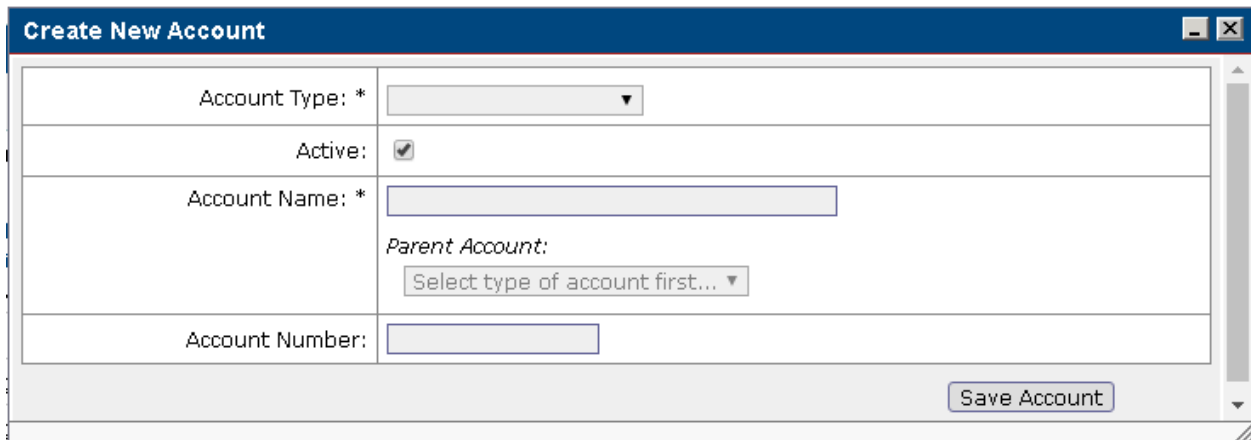 Create New Account
Account Type: *
Active:
Account Name: *
Parent Account:
Select type of account first...
Account Number:
Save Account